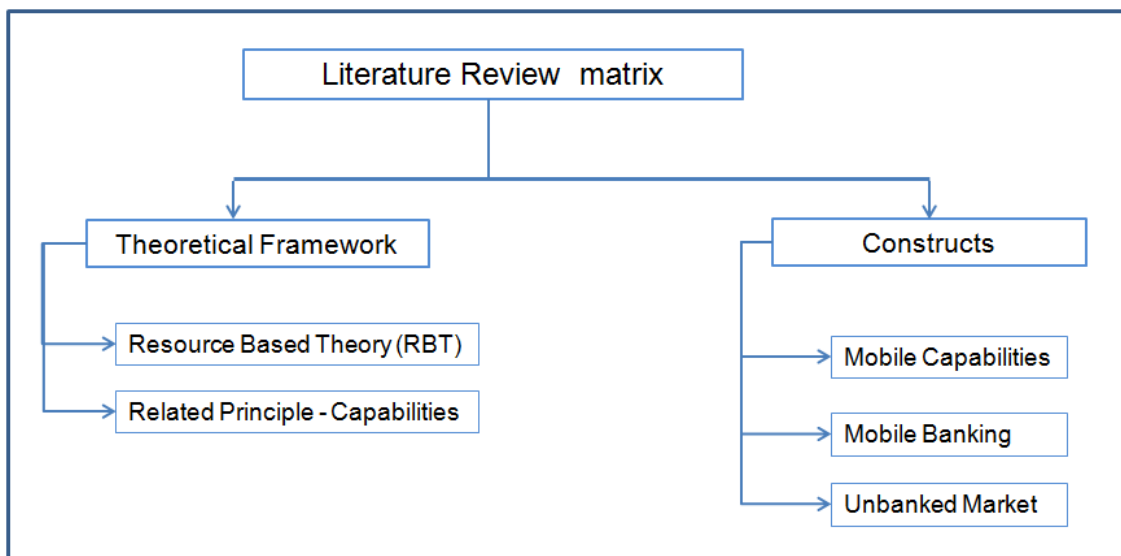 Literature Review matrix
Theoretical Framework
Resource Based Theory (RBT)
Related Principle - Capabilities
Constructs
Mobile Capabilities
Mobile Banking
Unbanked Market